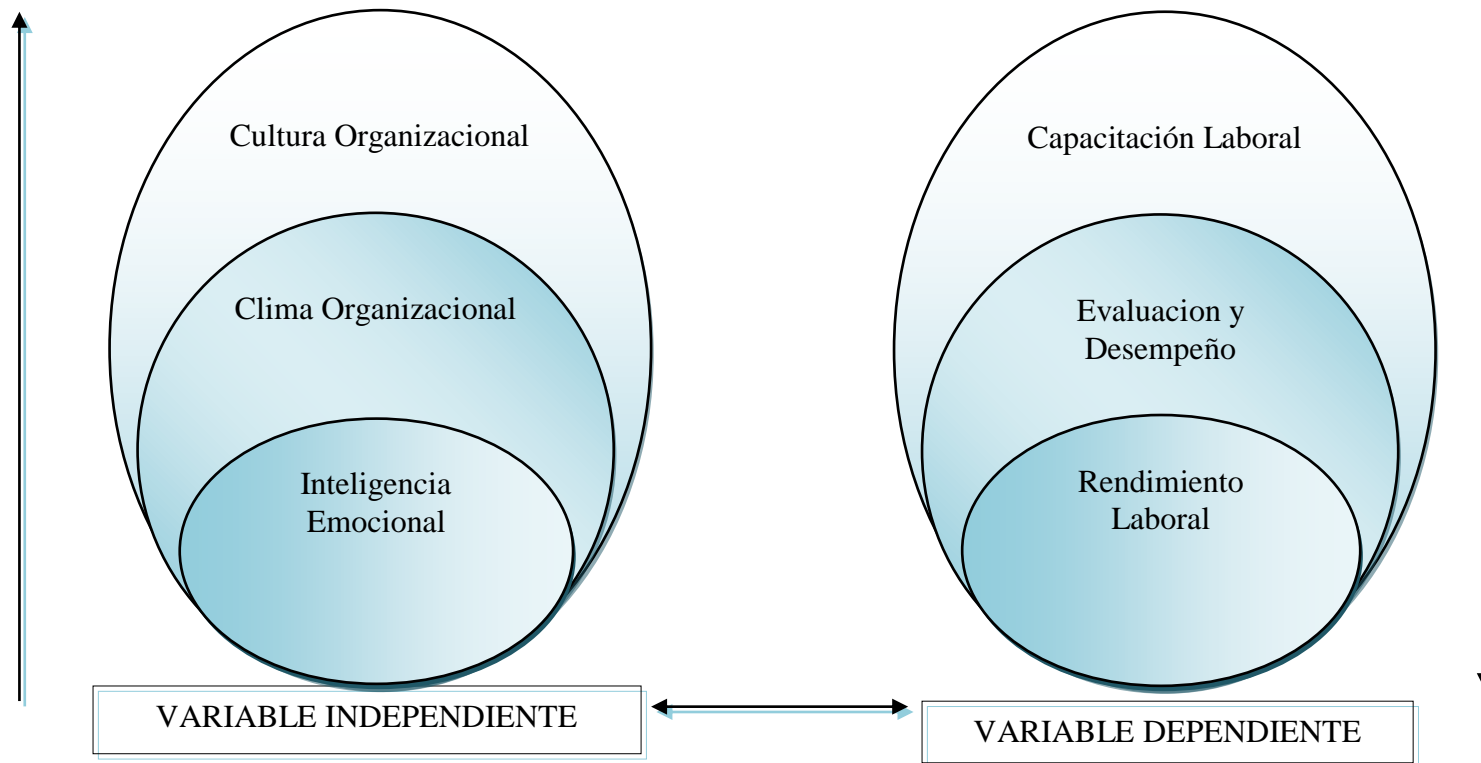 Cultura Organizacional
Clima Organizacional
Inteligencia
Emocional
VARIABLE INDEPENDIENTE
Capacitación Laboral
Evaluacion y
Desempeño
Rendimiento
Laboral
VARIABLE DEPENDIENTE